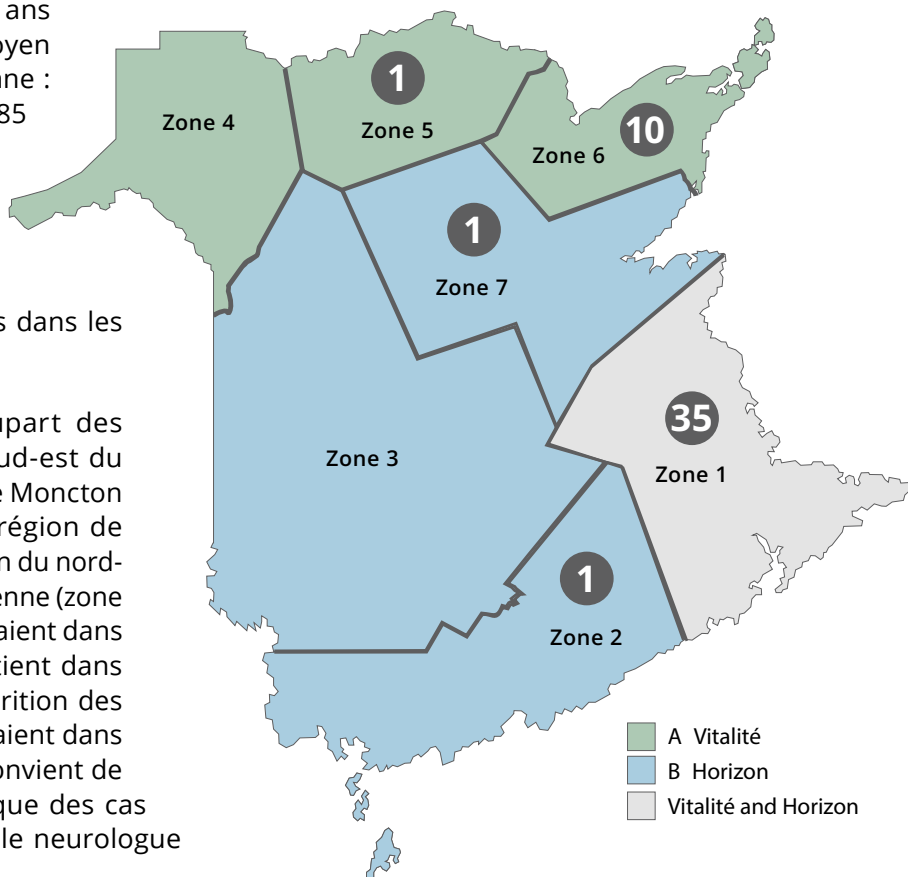 ans
oyen
ne :
85
s dans les
upart des
ud-est du
e Moncton
région de
n du nord-
enne (zone
aient dans
tient dans
rition des
aient dans
onvient de
que des cas
le neurologue
Zone 4
1
Zone 5
Zone 6
10
1
Zone 7
35
Zone 1
Zone 3
1
Zone 2
A Vitalité
B Horizon
Vitalité and Horizon